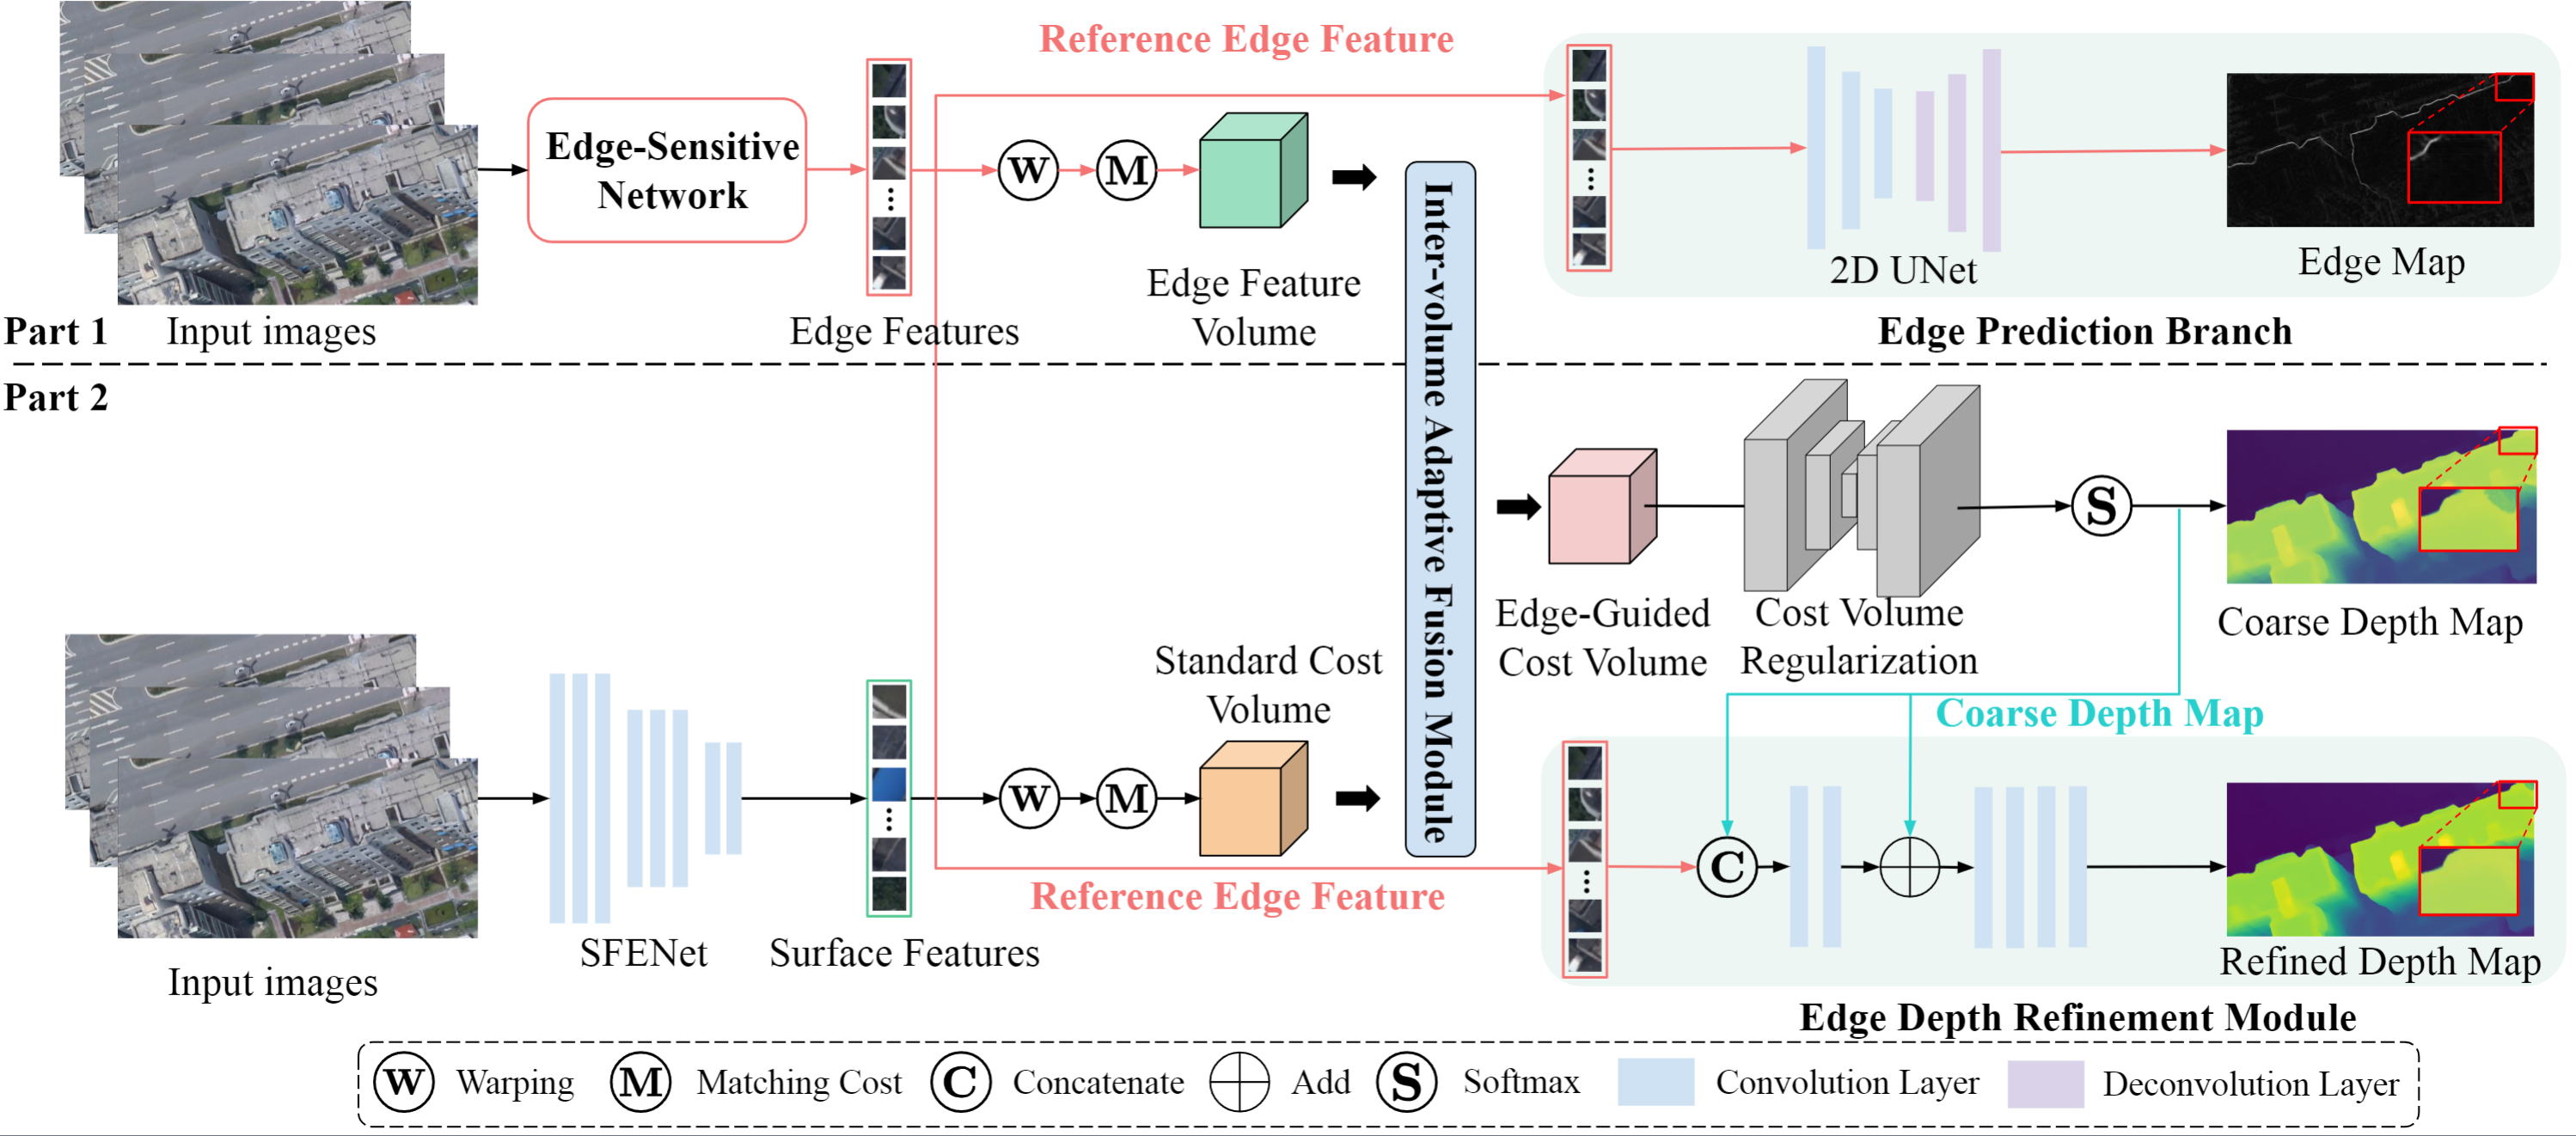 Reference Edge Feature
Edge-Sensitive
Network
W
M
Inter-volume Adaptive Fusion Module
Edge Feature
Volume
2D UNet
Edge Map
Part 1
Input images
Edge Features
Edge Prediction Branch
Part 2
S
Edge-Guided
Cost Volume
Cost Volume
Regularization
Coarse Depth Map
Standard Cost
Volume
Coarse Depth Map
W
M
C
Reference Edge Feature
SFENet
Surface Features
Input images
Refined Depth Map
Edge Depth Refinement Module
W Warping M Matching Cost C Concatenate Add S Softmax Convolution Layer Deconvolution Layer